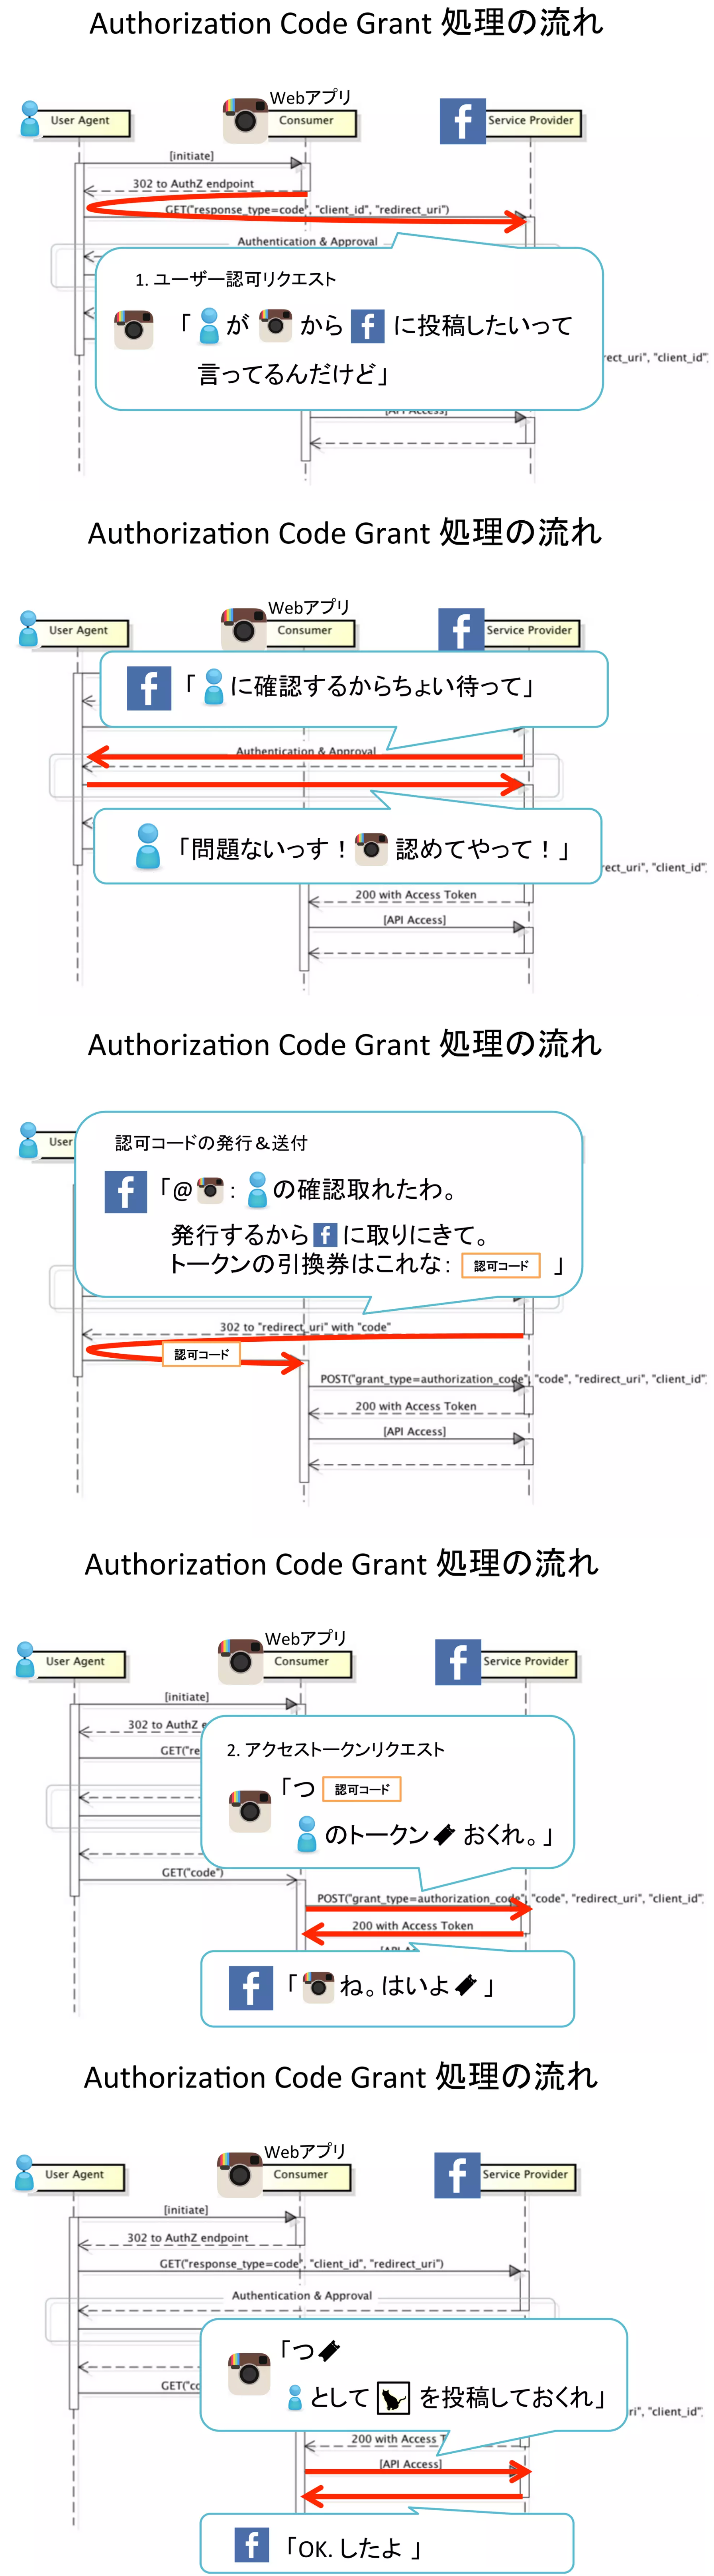 Authorization Code Grant 処理の流れ
Webアプリ
User Agent
Consumer
Service Provider
[initiate]
302 to AuthZ endpoint
GET("response_type=code", "client_id", "redirect_uri")
Authentication & Approval
1. ユーザー認可リクエスト
「 が から に投稿したいって
言ってるんだけど」
rect_uri", "client_id")
[API Access]
Authorization Code Grant 処理の流れ
Webアプリ
User Agent
Consumer
Service Provider
「 に確認するからちょい待って」
Authentication & Approval
「問題ないっす！ 認めてやって！」
rect_uri", "client_id")
200 with Access Token
[API Access]
Authorization Code Grant 処理の流れ
User
認可コードの発行＆送付
「@ : の確認取れたわ。
発行するから に取りにきて。
トークンの引換券はこれな： 認可コード 」
302 to "redirect_uri" with "code"
認可コード
POST("grant_type=authorization_code", "code", "redirect_uri", "client_id")
200 with Access Token
[API Access]
Authorization Code Grant 処理の流れ
Webアプリ
User Agent
Consumer
Service Provider
[initiate]
302 to AuthZ e
GET("re
2. アクセストークンリクエスト
「つ 認可コード
のトークン おくれ。」
GET("code")
POST("grant_type=authorization_code", "code", "redirect_uri", "client_id")
200 with Access Token
「 ね。はいよ 」
Authorization Code Grant 処理の流れ
Webアプリ
User Agent
Consumer
Service Provider
[initiate]
302 to AuthZ endpoint
GET("response_type=code", "client_id", "redirect_uri")
Authentication & Approval
「つ
として を投稿しておくれ」
GET("co
ri", "client_id")
200 with Access T
[API Access]
「OK. したよ 」